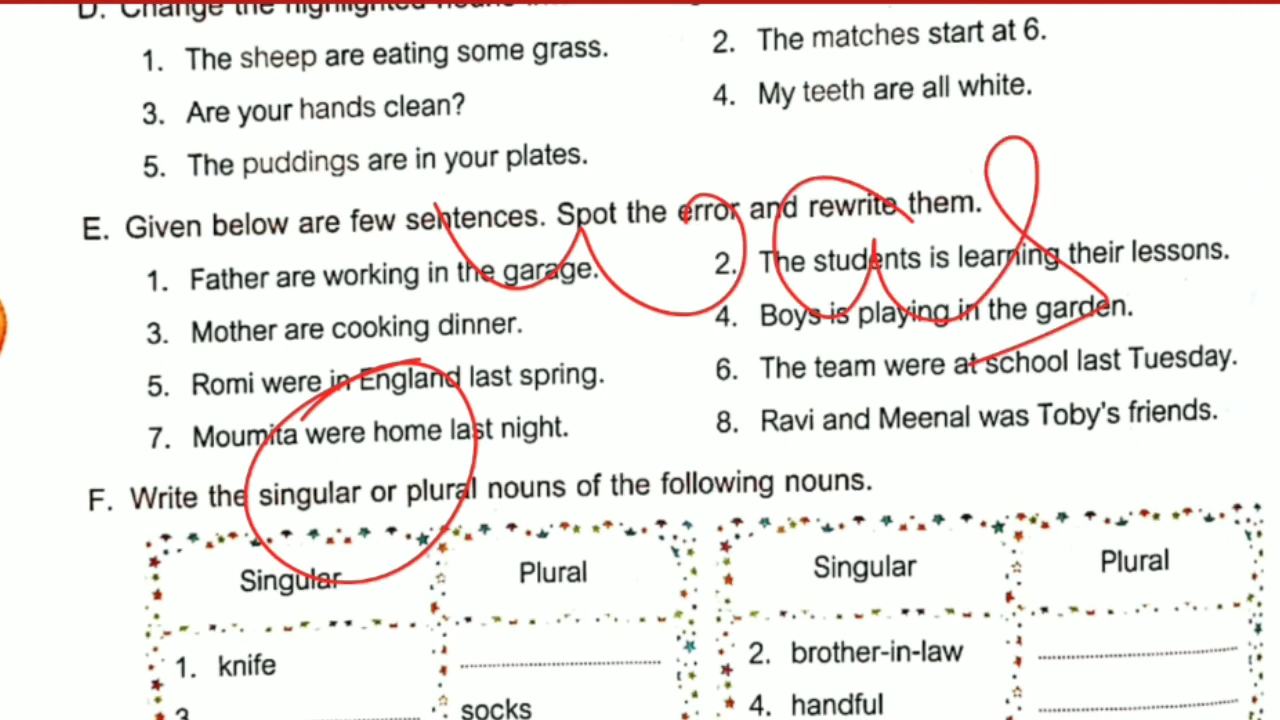 D. Change the highlighted nouns
1. The sheep are eating some grass.
2. The matches start at 6.
3. Are your hands clean?
4. My teeth are all white.
5. The puddings are in your plates.
E. Given below are few sentences. Spot the error and rewrite them.
1. Father are working in the garage.
2. The students is learning their lessons.
3. Mother are cooking dinner.
4. Boys is playing in the garden.
5. Romi were in England last spring.
6. The team were at school last Tuesday.
7. Moumita were home last night.
8. Ravi and Meenal was Toby's friends.
was
F. Write the singular or plural nouns of the following nouns.
Singular Plural Singular Plural
1. knife 2. brother-in-law
3. socks 4. handful